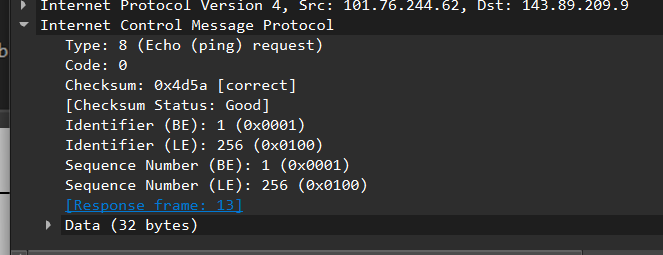 Internet Protocol Version 4, Src: 101.76.244.62, Dst: 143.89.209.9
Internet Control Message Protocol
Type: 8 (Echo (ping) request)
Code: 0
Checksum: 0x4d5a [correct]
[Checksum Status: Good]
Identifier (BE): 1 (0x0001)
Identifier (LE): 256 (0x0100)
Sequence Number (BE): 1 (0x0001)
Sequence Number (LE): 256 (0x0100)
[Response frame: 13]
Data (32 bytes)